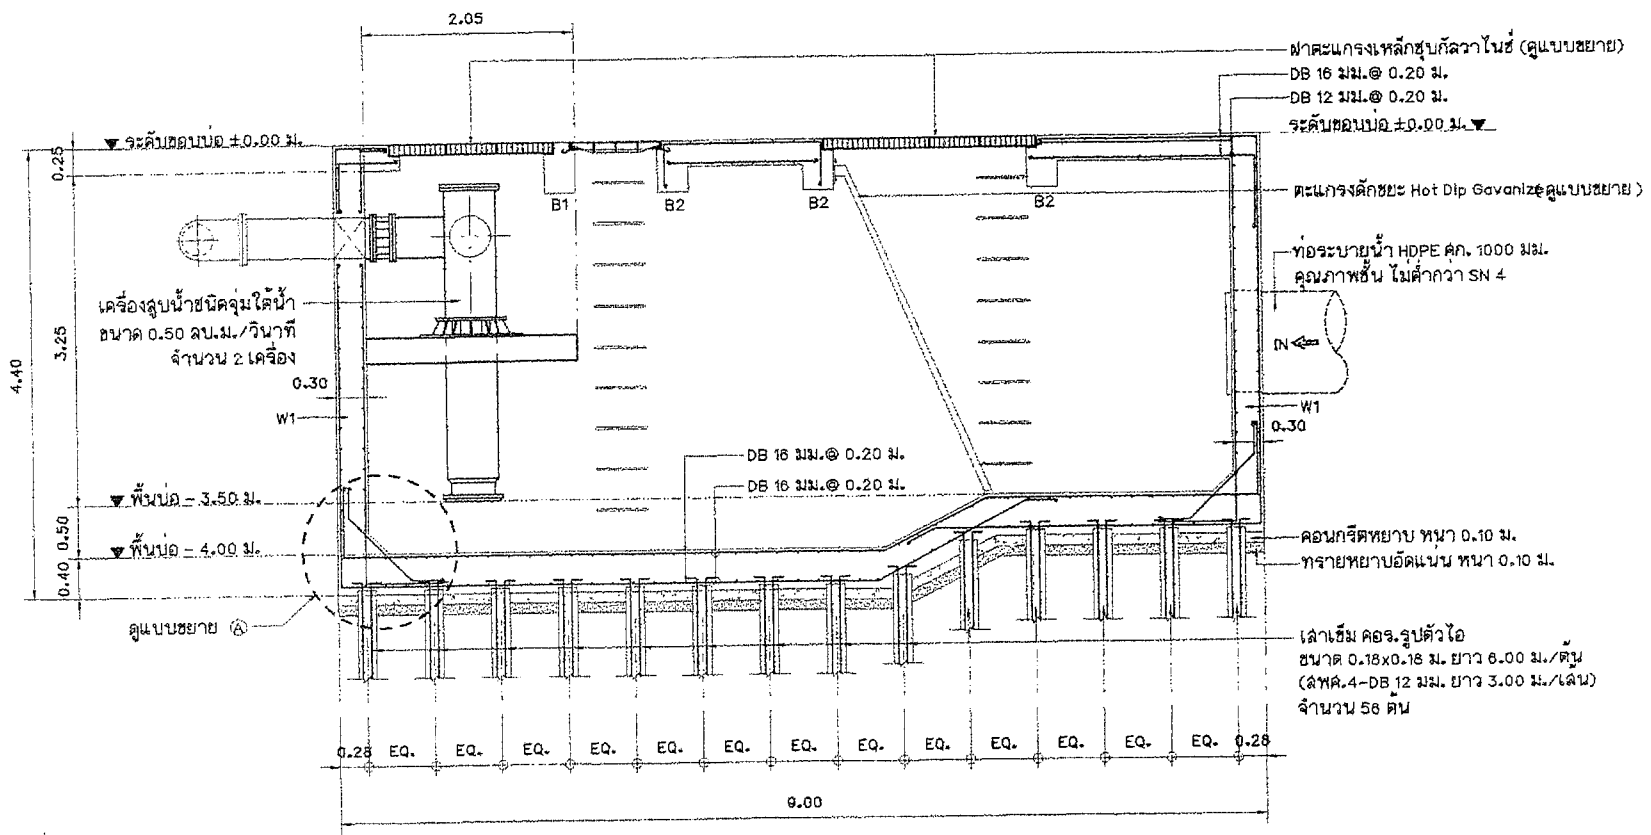 2.05
ฝาตะแกรงเหล็กชุบกัลวาไนซ์ (ดูแบบขยาย)
DB 16 มม.@ 0.20 ม.
DB 12 มม.@ 0.20 ม.
ระดับขอบบ่อ ±0.00 ม.
ระดับขอบบ่อ ±0.00 ม.
0.25
B1
B2
B2
B2
ตะแกรงดักขยะ Hot Dip Gavanize(ดูแบบขยาย)
ท่อระบายน้ำ HDPE ศก. 1000 มม.
คุณภาพชั้น ไม่ต่ำกว่า SN 4
เครื่องสูบน้ำชนิดจุ่มใต้น้ำ
ขนาด 0.50 ลบ.ม./วินาที
จำนวน 2 เครื่อง
3.25
4.40
IN
0.30
W1
W1
0.30
DB 16 มม.@ 0.20 ม.
DB 16 มม.@ 0.20 ม.
พื้นบ่อ - 3.50 ม.
0.50
พื้นบ่อ - 4.00 ม.
0.40
คอนกรีตหยาบ หนา 0.10 ม.
ทรายหยาบอัดแน่น หนา 0.10 ม.
ดูแบบขยาย A
เสาเข็ม คอร.รูปตัวไอ
ขนาด 0.18x0.18 ม. ยาว 6.00 ม./ต้น
(สพศ.4-DB 12 มม. ยาว 3.00 ม./เส้น)
จำนวน 56 ต้น
0.28 EQ. EQ. EQ. EQ. EQ. EQ. EQ. EQ. EQ. EQ. EQ. EQ. EQ. 0.28
9.00